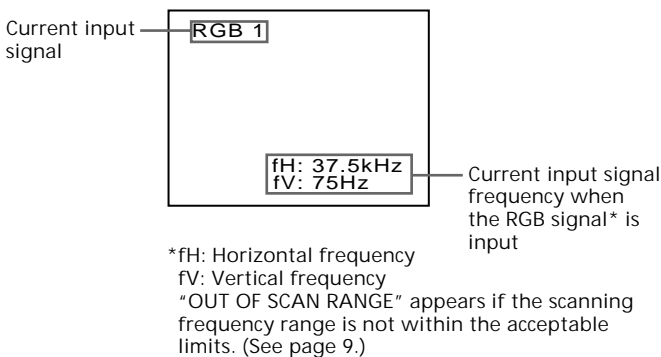 Current input
signal
RGB 1
fH: 37.5kHz
fV: 75Hz
Current input signal
frequency when
the RGB signal* is
input
*fH: Horizontal frequency
fV: Vertical frequency
“OUT OF SCAN RANGE” appears if the scanning
frequency range is not within the acceptable
limits. (See page 9.)